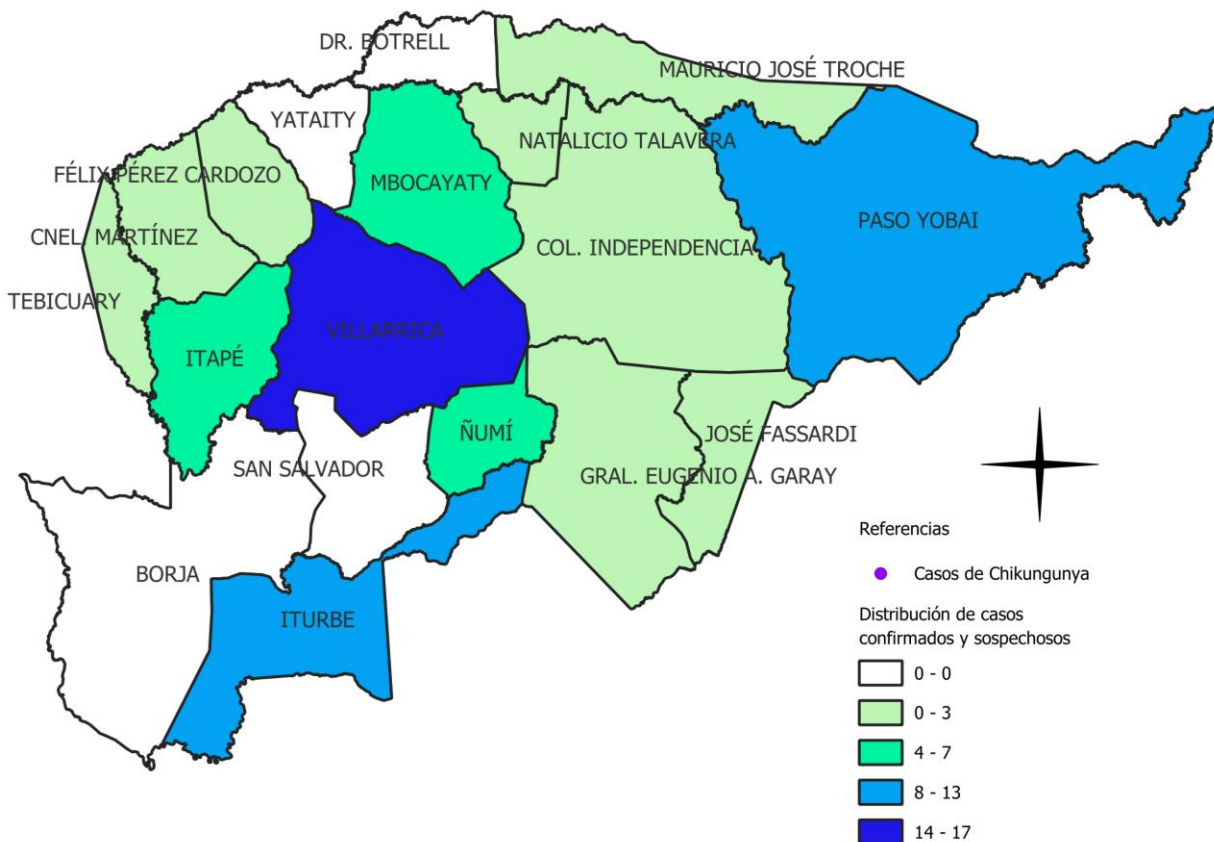 DR. BOTRELL
MAURICIO JOSÉ TROCHE
YATAITY
NATALICIO TALAVERA
FÉLIX PÉREZ CARDOZO
MBOCAYATY
PASO YOBAI
CNEL. MARTÍNEZ
COL. INDEPENDENCIA
TEBICUARY
VILLARRICA
ITAPÉ
ÑUMÍ
JOSÉ FASSARDI
SAN SALVADOR
GRAL. EUGENIO A. GARAY
BORJA
ITURBE
Referencias
Casos de Chikungunya
Distribución de casos
confirmados y sospechosos
0 - 0
0 - 3
4 - 7
8 - 13
14 - 17